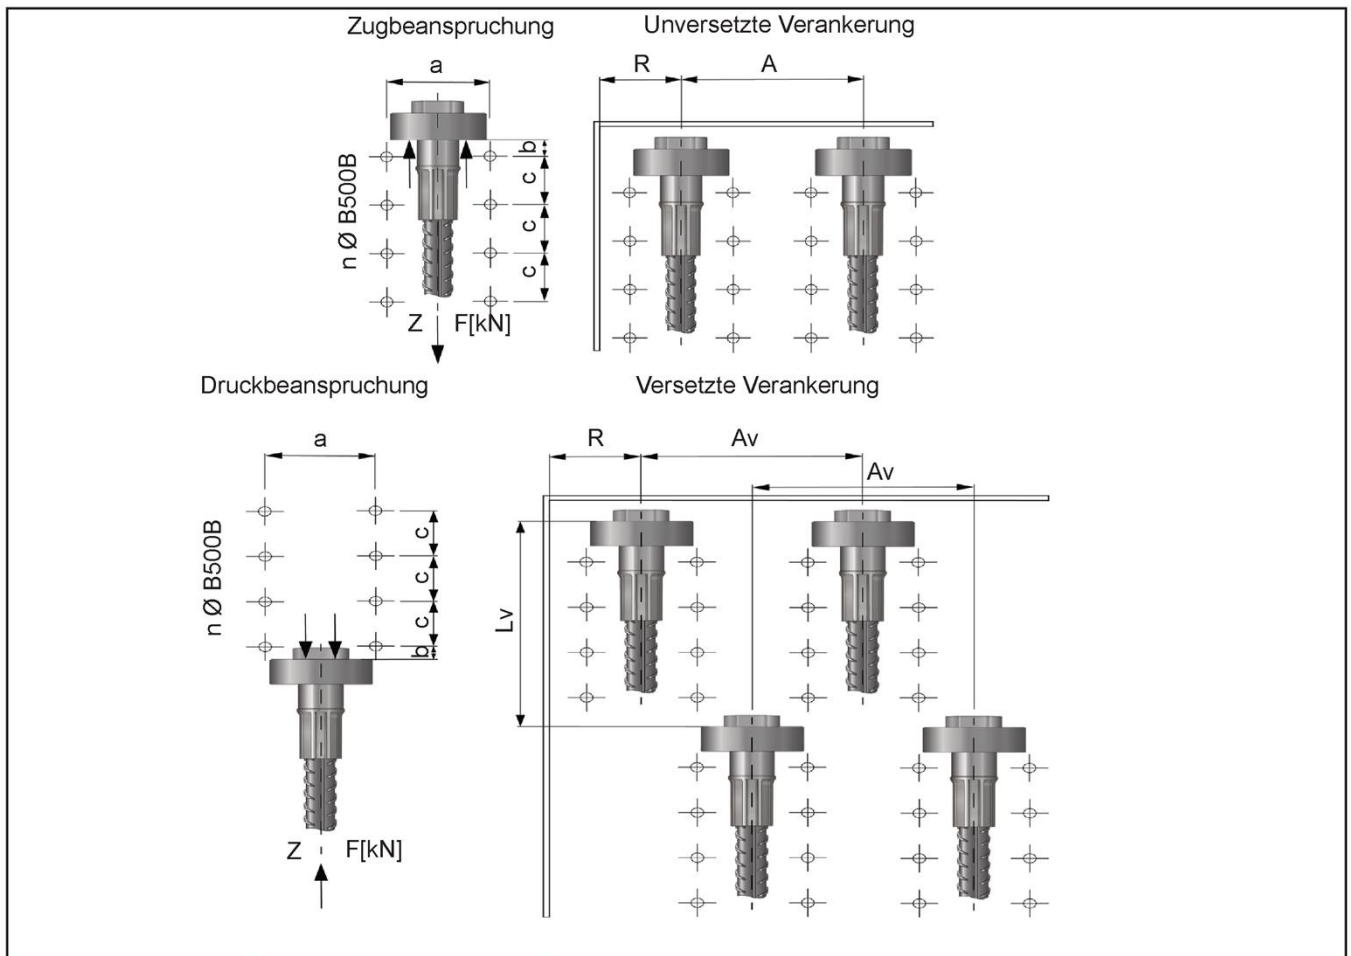 Zugbeanspruchung
Unversetzte Verankerung
a
R
A
b
c
c
c
n Ø B500B
Z
F[kN]
Druckbeanspruchung
Versetzte Verankerung
a
R
Av
Av
c
c
c
b
n Ø B500B
Lv
Z
F[kN]